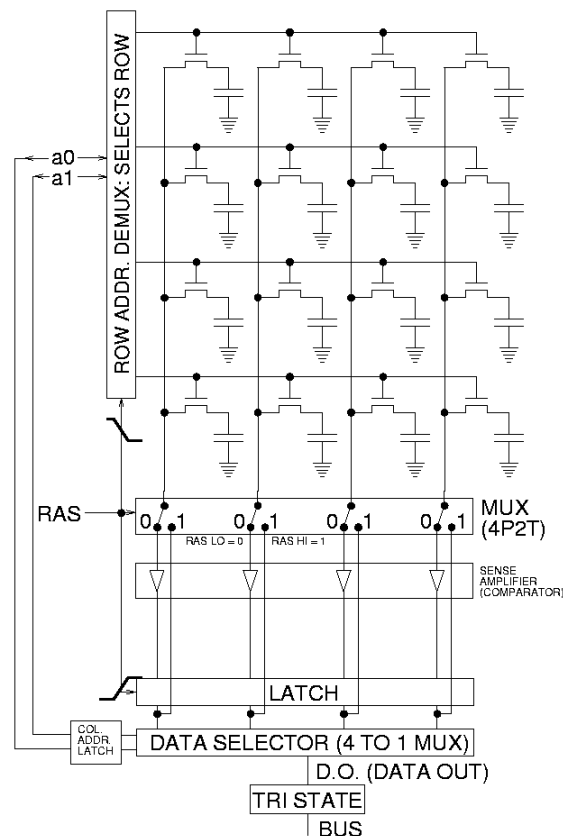 ROW ADDR. DEMUX: SELECTS ROW
a0
a1
RAS
0 1 0 1 0 1 0 1
MUX
(4P2T)
RAS LO = 0 RAS HI = 1
SENSE
AMPLIFIER
(COMPARATOR)
LATCH
COL.
ADDR.
LATCH
DATA SELECTOR (4 TO 1 MUX)
D.O. (DATA OUT)
TRI STATE
BUS